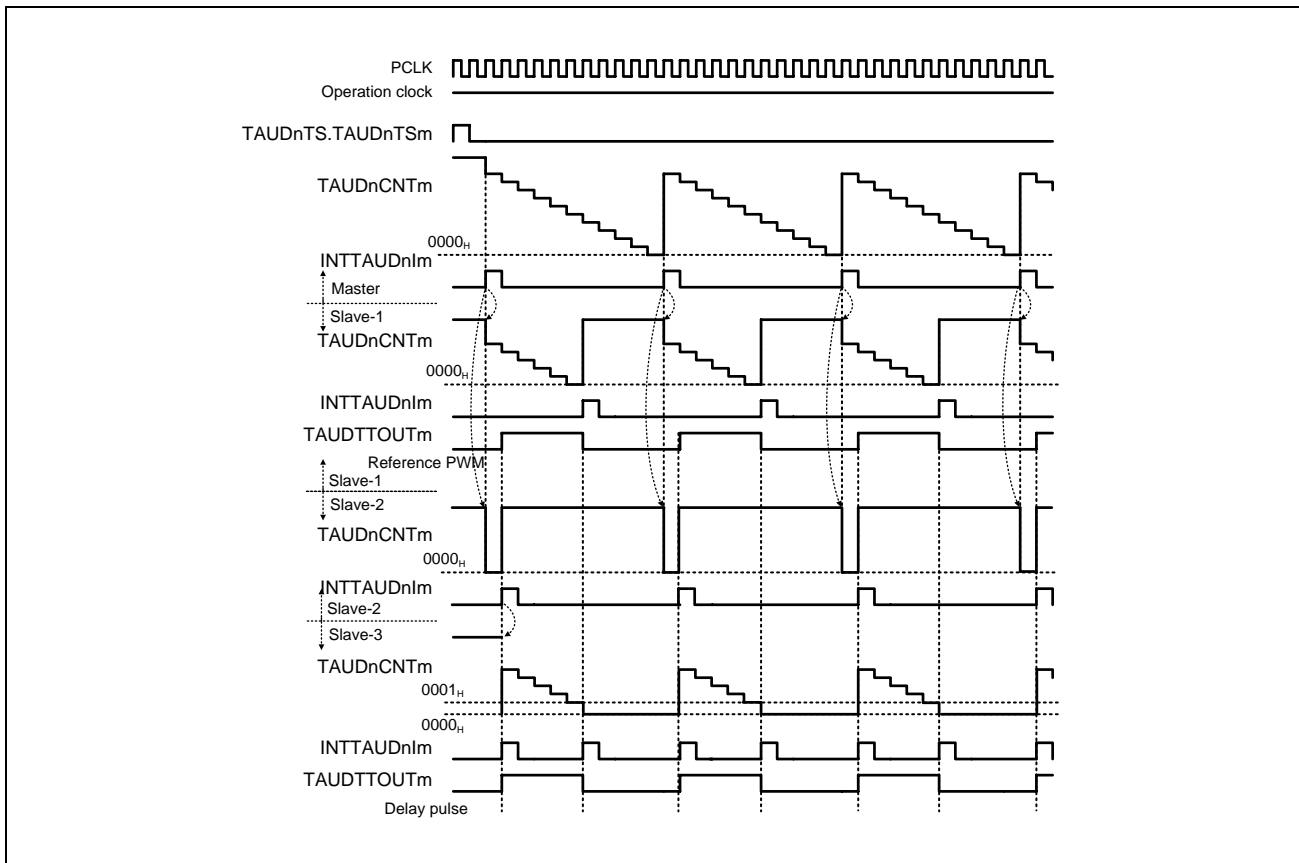 PCLK
Operation clock
TAUDnTS.TAUDnTSm
TAUDnCNTm
0000H
INTTAUDnIm
Master
Slave-1
TAUDnCNTm
0000H
INTTAUDnIm
TAUDTTOUTm
Reference PWM
Slave-1
Slave-2
TAUDnCNTm
0000H
INTTAUDnIm
Slave-2
Slave-3
TAUDnCNTm
0001H
0000H
INTTAUDnIm
TAUDTTOUTm
Delay pulse